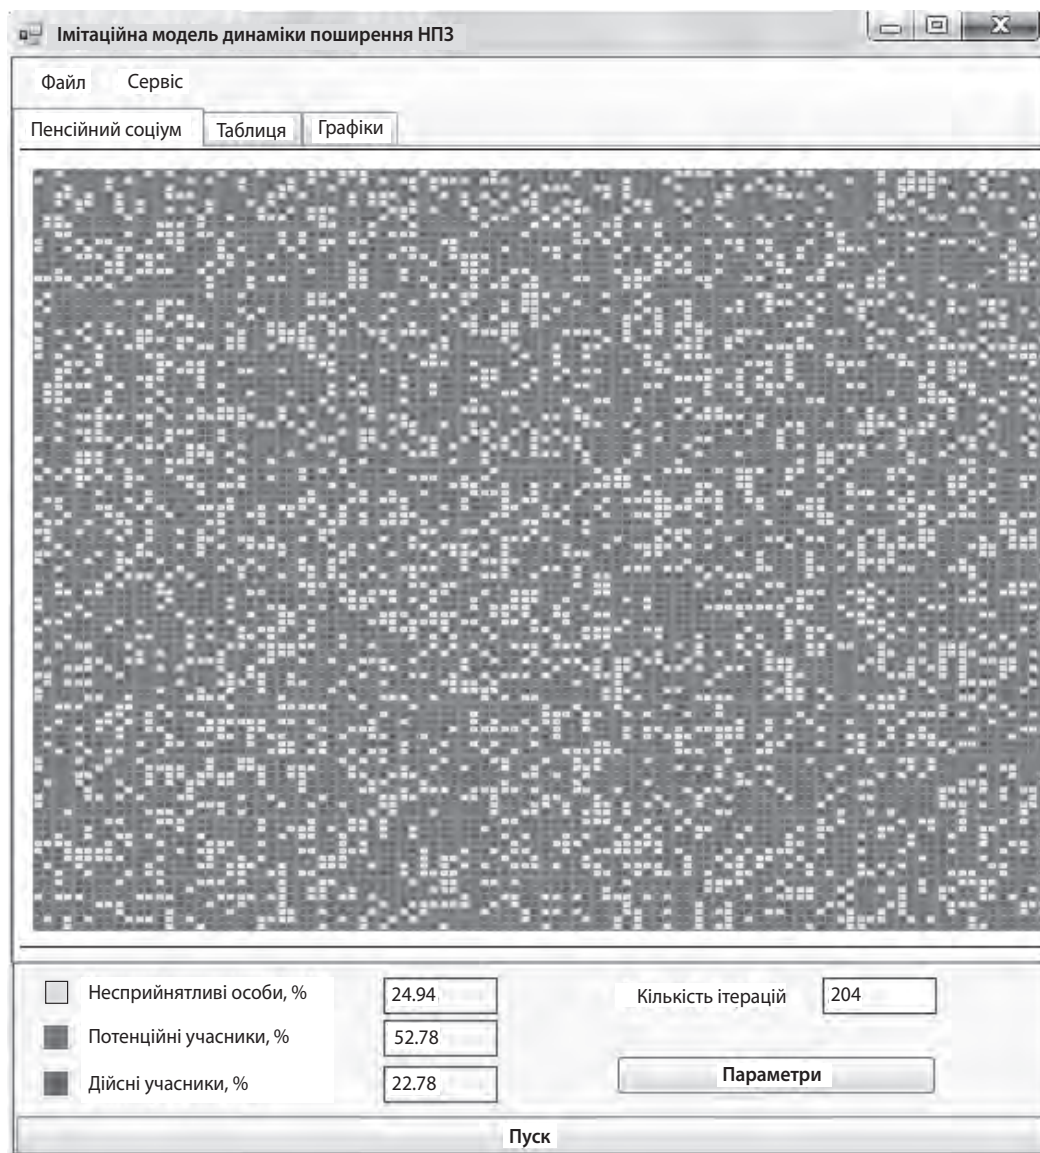 Імітаційна модель динаміки поширення НПЗ
Файл Сервіс
Пенсійний соціум Таблиця Графіки
Несприйнятливі особи, % 24.94 Кількість ітерацій 204
Потенційні учасники, % 52.78
Дійсні учасники, % 22.78 Параметри
Пуск